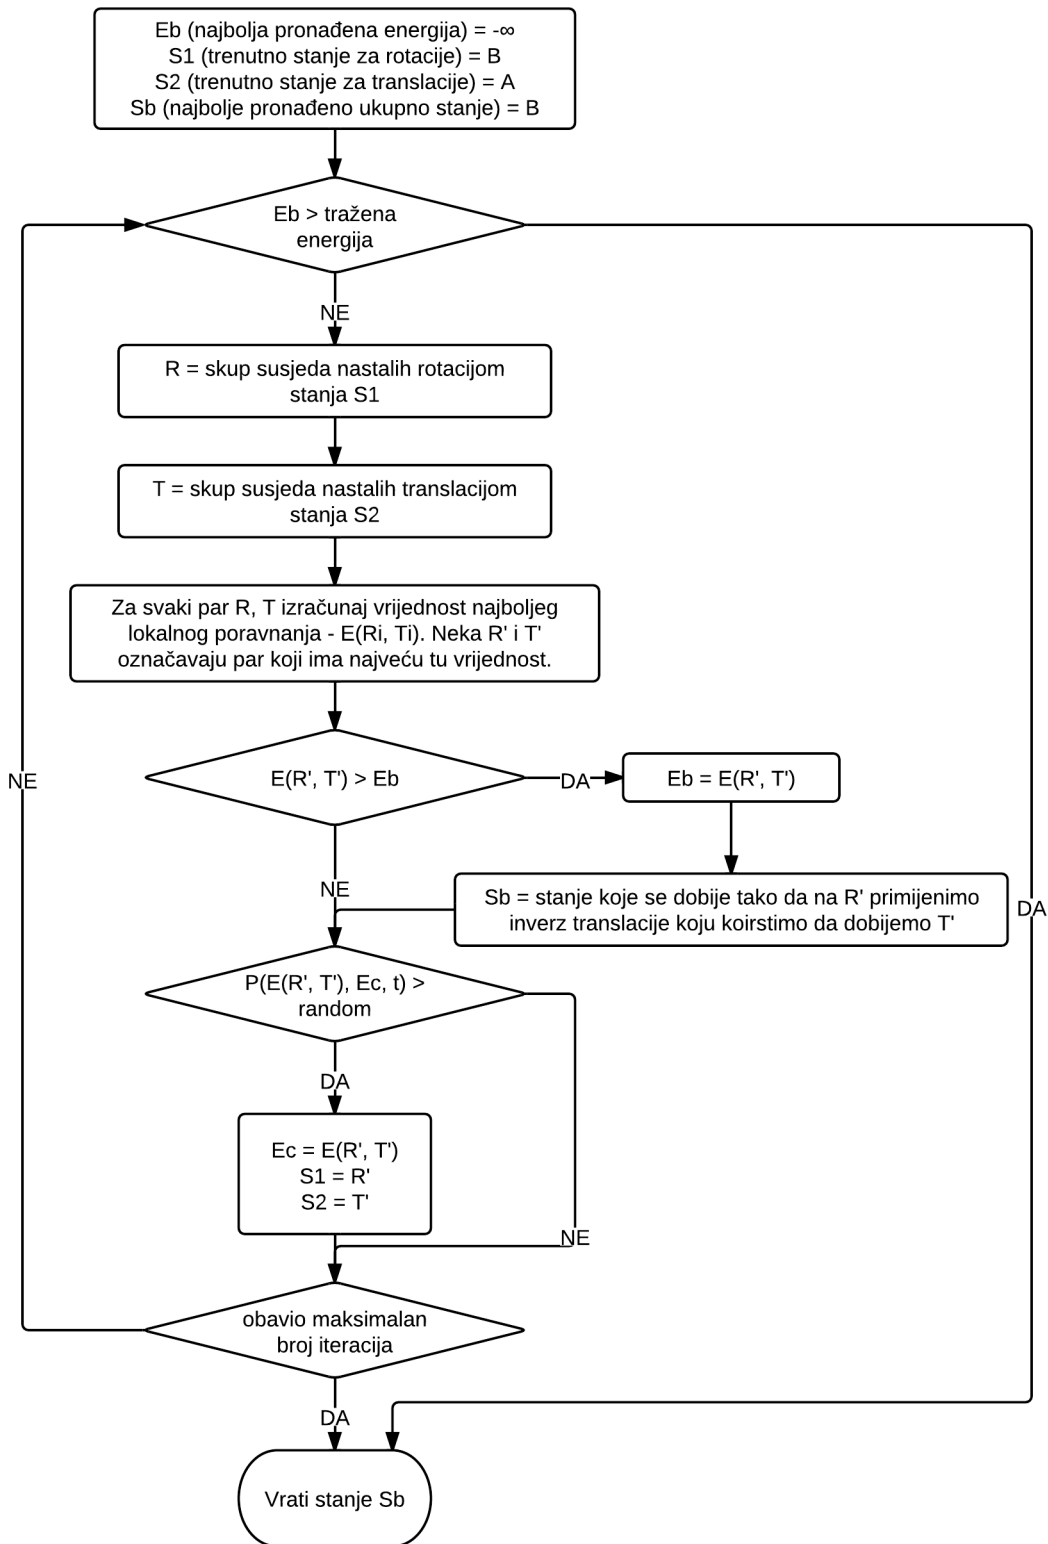 Eb (najbolja pronađena energija) = -∞
S1 (trenutno stanje za rotacije) = B
S2 (trenutno stanje za translacije) = A
Sb (najbolje pronađeno ukupno stanje) = B
Eb > tražena
energija
NE
R = skup susjeda nastalih rotacijom
stanja S1
T = skup susjeda nastalih translacijom
stanja S2
Za svaki par R, T izračunaj vrijednost najboljeg
lokalnog poravnanja - E(Ri, Ti). Neka R' i T'
označavaju par koji ima najveću tu vrijednost.
E(R', T') > Eb
DA
Eb = E(R', T')
NE
NE
Sb = stanje koje se dobije tako da na R' primijenimo
inverz translacije koju koirstimo da dobijemo T'
DA
P(E(R', T'), Ec, t) >
random
DA
Ec = E(R', T')
S1 = R'
S2 = T'
NE
obavio maksimalan
broj iteracija
DA
Vrati stanje Sb